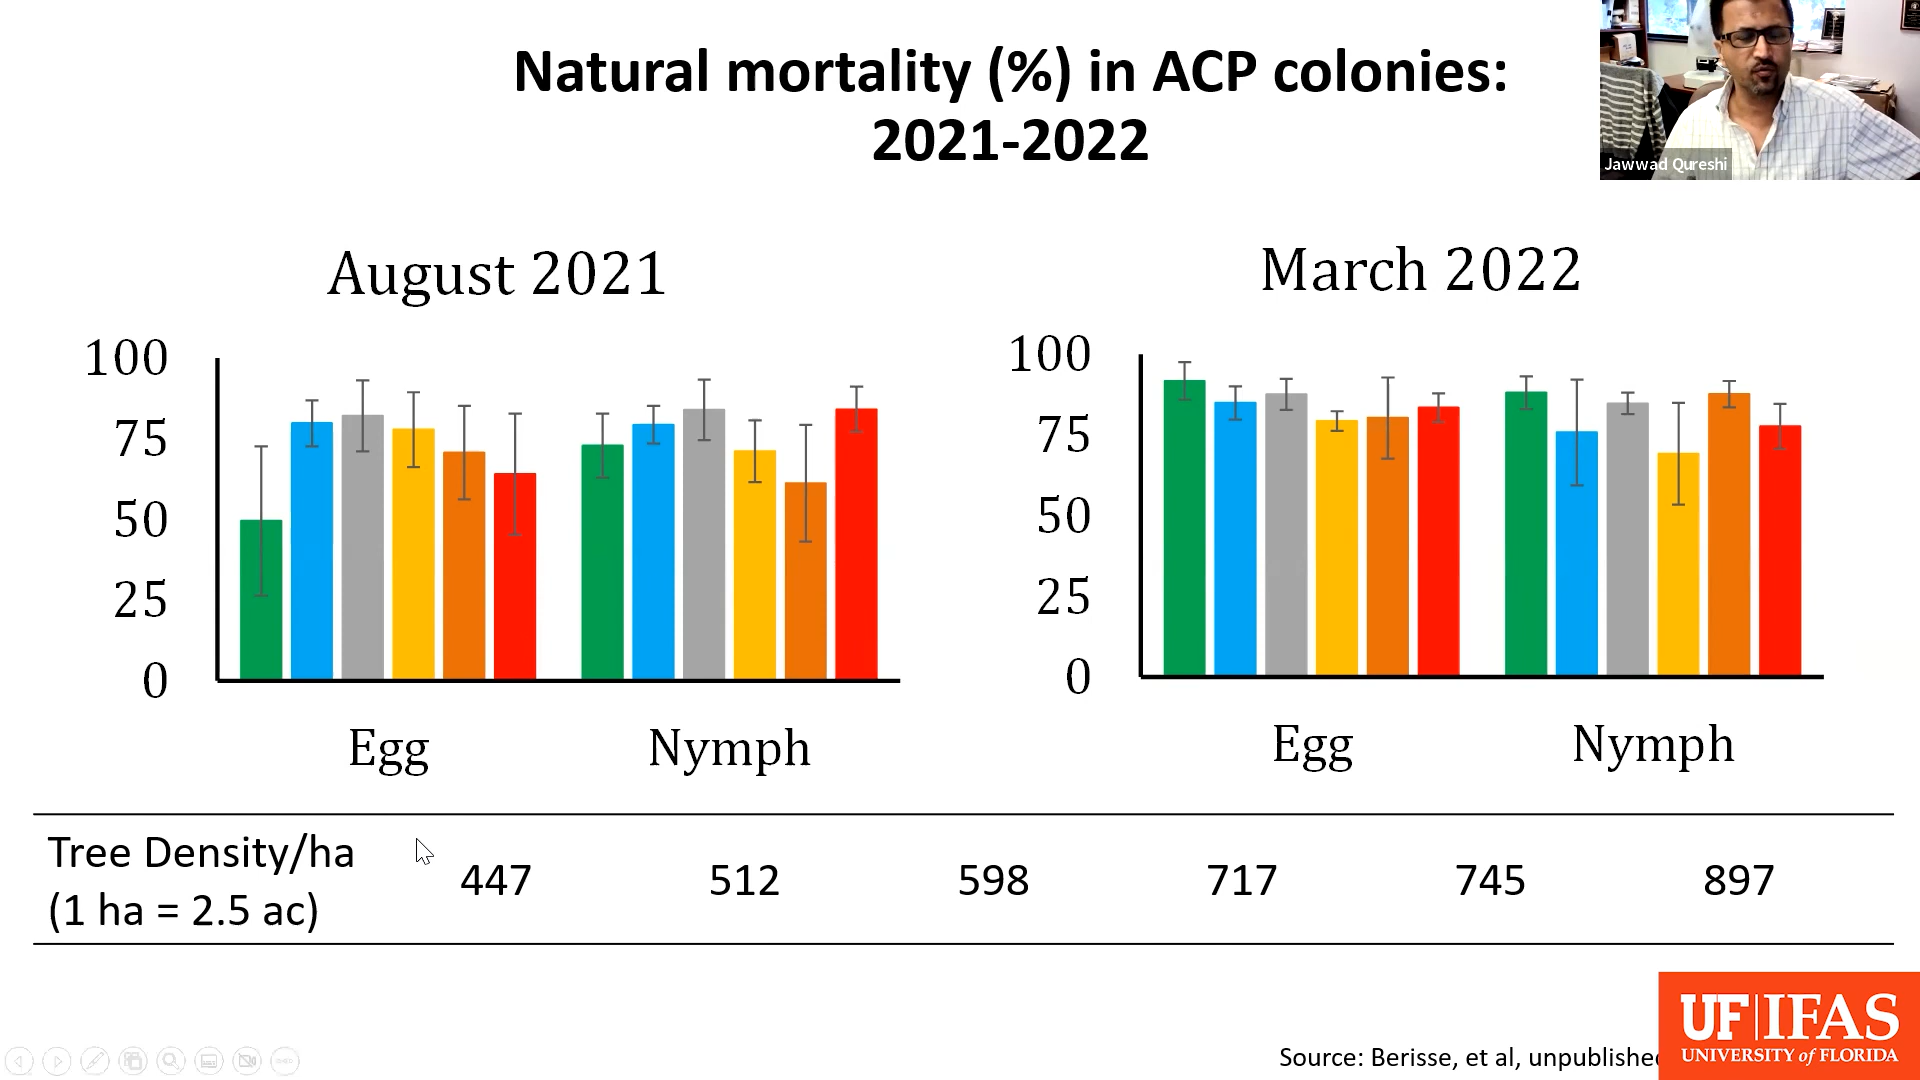 Natural mortality (%) in ACP colonies:
2021-2022
Jawwad Qureshi
August 2021
100
75
50
25
0
Egg
Nymph
March 2022
100
75
50
25
0
Egg
Nymph
Tree Density/ha
(1 ha = 2.5 ac)
447
512
598
717
745
897
Source: Berisse, et al, unpublished
UF|IFAS
UNIVERSITY of FLORIDA